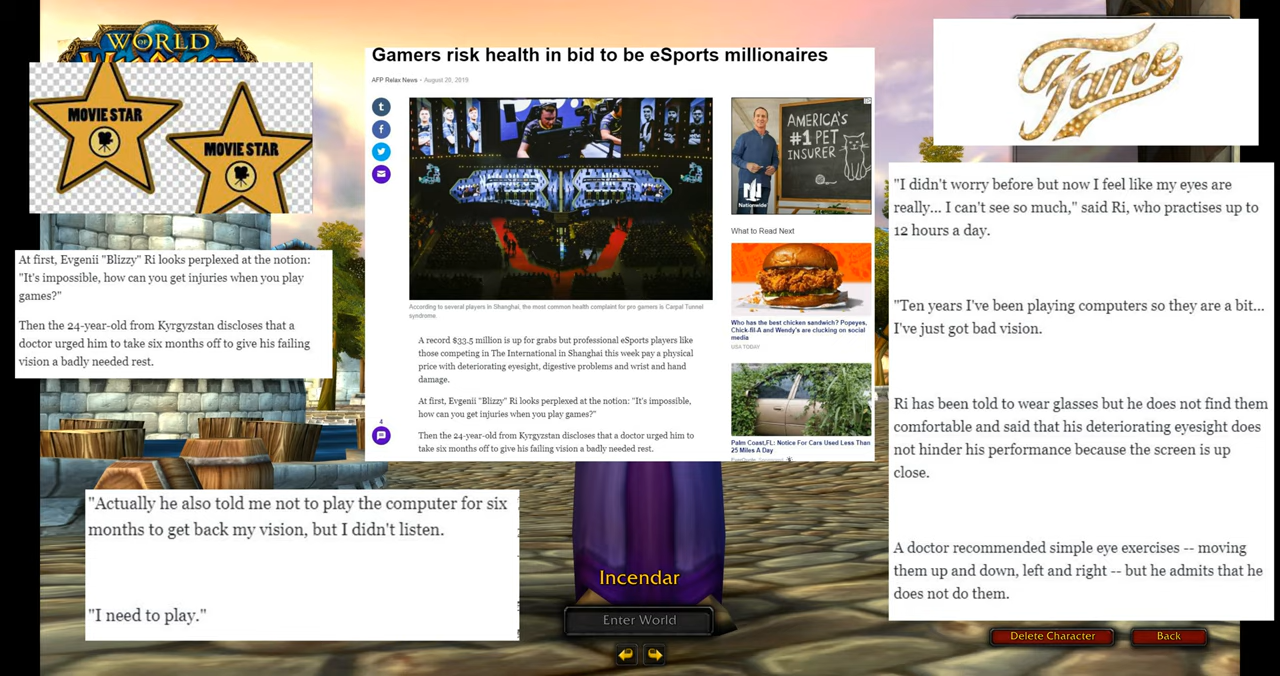 WORLD
OF
MOVIE STAR
MOVIE STAR
At first, Evgenii "Blizzy" Ri looks perplexed at the notion:
"It's impossible, how can you get injuries when you play
games?"
Then the 24-year-old from Kyrgyzstan discloses that a
doctor urged him to take six months off to give his failing
vision a badly needed rest.
"Actually he also told me not to play the computer for six
months to get back my vision, but I didn't listen.
"I need to play."
Gamers risk health in bid to be eSports millionaires
AFP Relax News - August 20, 2019
According to several players in Shanghai, the most common health complaint for pro gamers is Carpal Tunnel
syndrome.
A record $33.5 million is up for grabs but professional eSports players like
those competing in The International in Shanghai this week pay a physical
price with deteriorating eyesight, digestive problems and wrist and hand
damage.
At first, Evgenii "Blizzy" Ri looks perplexed at the notion: "It's impossible,
how can you get injuries when you play games?"
Then the 24-year-old from Kyrgyzstan discloses that a doctor urged him to
take six months off to give his failing vision a badly needed rest.
4
AMERICA'S
#1 PET
INSURER
Nationwide
What to Read Next
Who has the best chicken sandwich? Popeyes,
Chick-fil-A and Wendy's are clucking on social
media
USA TODAY
Palm Coast,FL: Notice For Cars Used Less Than
25 Miles A Day
Fame
"I didn't worry before but now I feel like my eyes are
really... I can't see so much," said Ri, who practises up to
12 hours a day.
"Ten years I've been playing computers so they are a bit...
I've just got bad vision.
Ri has been told to wear glasses but he does not find them
comfortable and said that his deteriorating eyesight does
not hinder his performance because the screen is up
close.
A doctor recommended simple eye exercises -- moving
them up and down, left and right -- but he admits that he
does not do them.
Incendar
Enter World
Delete Character
Back